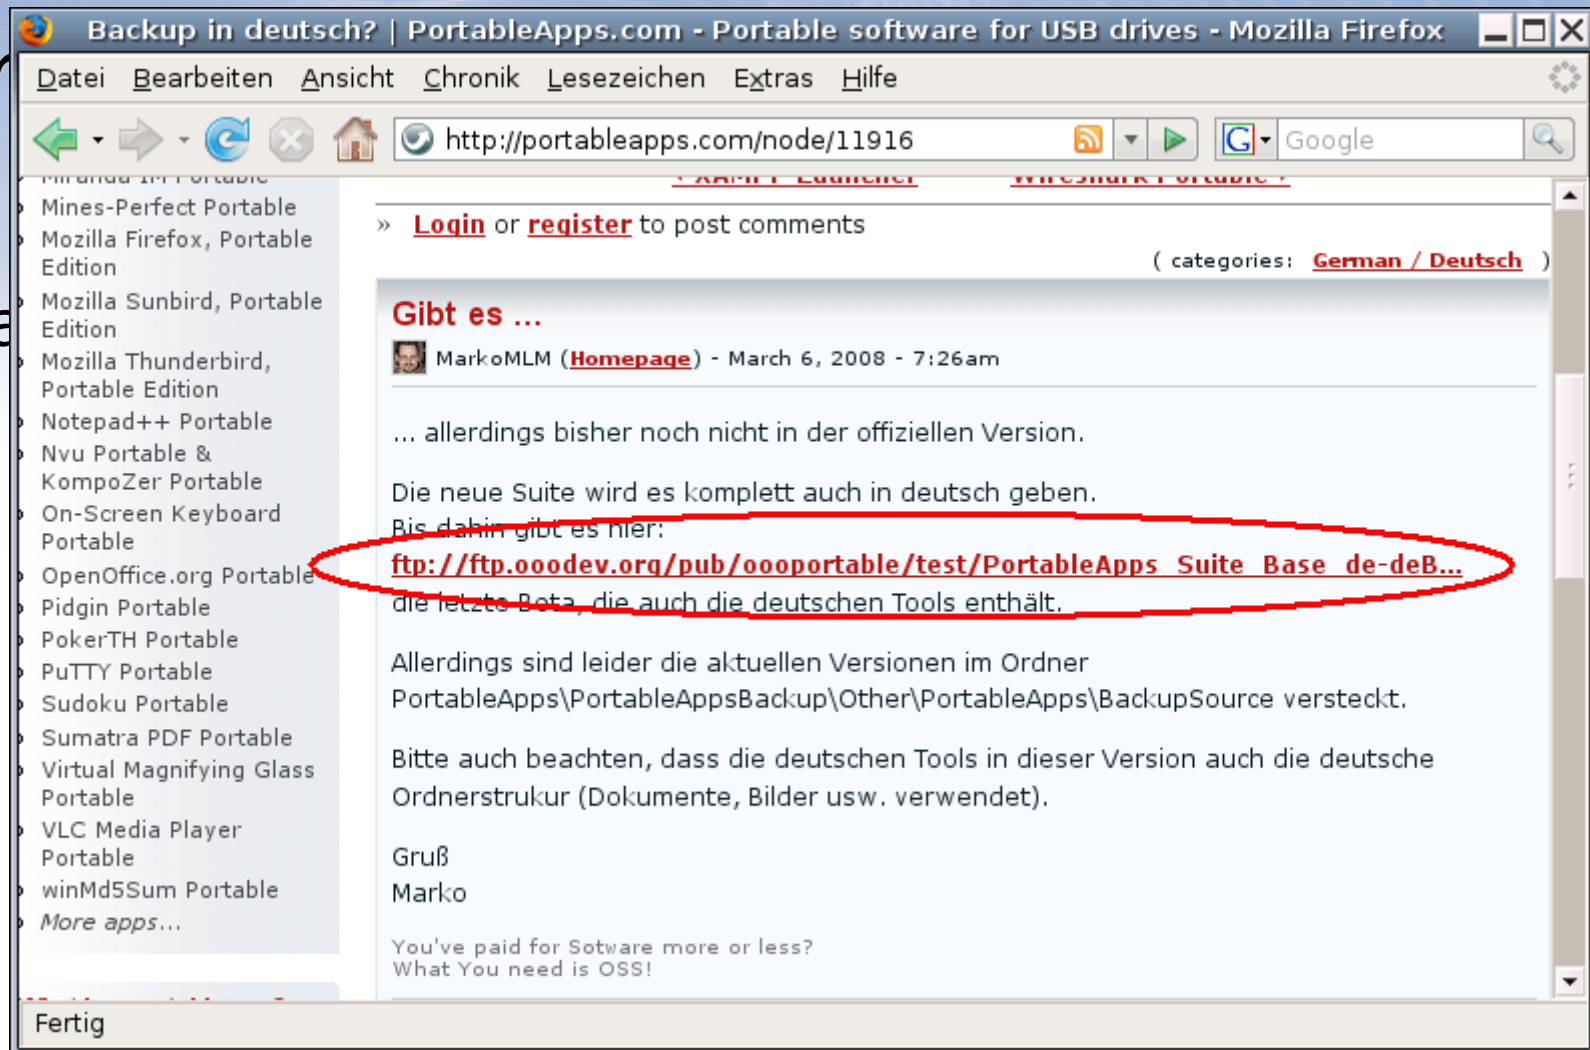 Backup in deutsch? | PortableApps.com - Portable software for USB drives - Mozilla Firefox
Datei Bearbeiten Ansicht Chronik Lesezeichen Extras Hilfe
http://portableapps.com/node/11916
G
Google
Miranda IM Portable
Mines-Perfect Portable
Mozilla Firefox, Portable
Edition
Mozilla Sunbird, Portable
Edition
Mozilla Thunderbird,
Portable Edition
Notepad++ Portable
Nvu Portable &
KompoZer Portable
On-Screen Keyboard
Portable
OpenOffice.org Portable
Pidgin Portable
PokerTH Portable
PuTTY Portable
Sudoku Portable
Sumatra PDF Portable
Virtual Magnifying Glass
Portable
VLC Media Player
Portable
winMd5Sum Portable
More apps...
‹ XAMPP Launcher
Wireshark Portable ›
» Login or register to post comments
( categories: German / Deutsch )
Gibt es ...
MarkoMLM (Homepage) - March 6, 2008 - 7:26am
... allerdings bisher noch nicht in der offiziellen Version.
Die neue Suite wird es komplett auch in deutsch geben.
Bis dahin gibt es hier:
ftp://ftp.ooodev.org/pub/oooportable/test/PortableApps_Suite_Base_de-deB...
die letzte Beta, die auch die deutschen Tools enthält.
Allerdings sind leider die aktuellen Versionen im Ordner
PortableApps\PortableAppsBackup\Other\PortableApps\BackupSource versteckt.
Bitte auch beachten, dass die deutschen Tools in dieser Version auch die deutsche
Ordnerstrukur (Dokumente, Bilder usw. verwendet).
Gruß
Marko
You've paid for Sotware more or less?
What You need is OSS!
Fertig